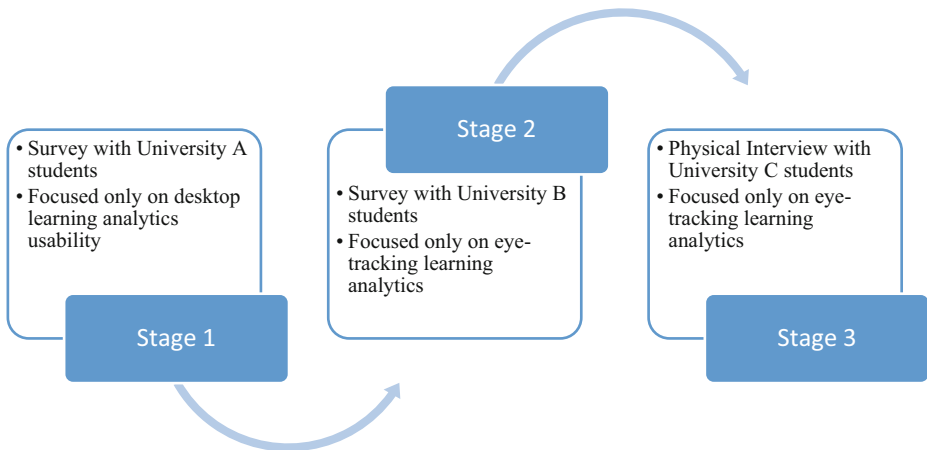 • Survey with University A
students
• Focused only on desktop
learning analytics
usability
Stage 1
Stage 2
• Survey with University B
students
• Focused only on eye-
tracking learning
analytics
• Physical Interview with
University C students
• Focused only on eye-
tracking learning
analytics
Stage 3